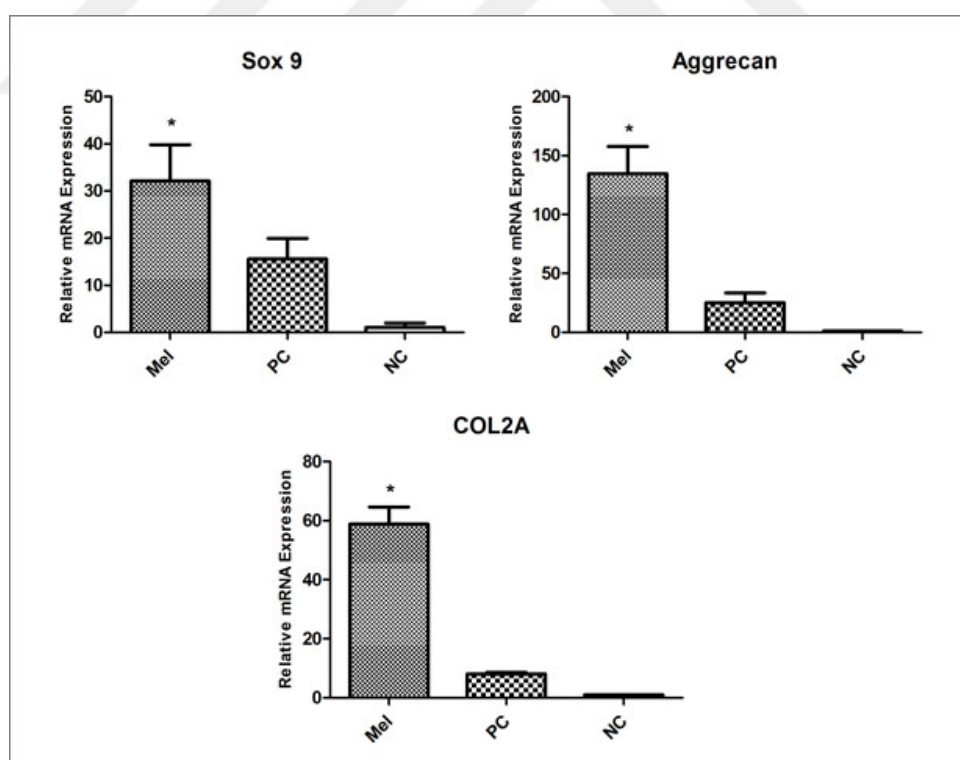 Sox 9
Relative mRNA Expression
50
40
30
20
10
0
*
Mel
PC
NC
Aggrecan
Relative mRNA Expression
200
150
100
50
0
*
Mel
PC
NC
COL2A
Relative mRNA Expression
80
60
40
20
0
*
Mel
PC
NC